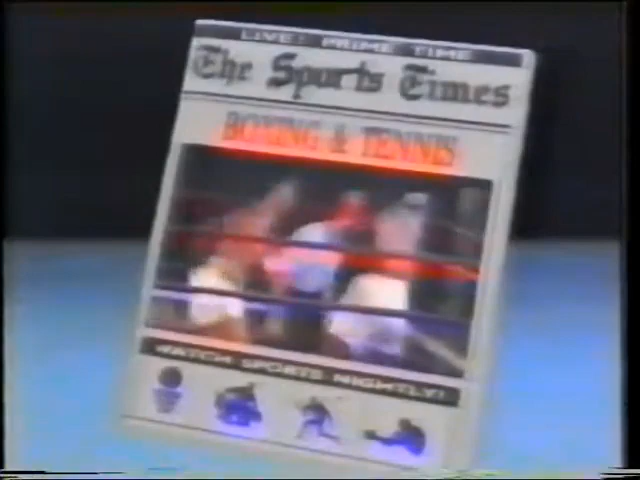 LIVE! PRIME TIME
The Sports Times
BOXING & TENNIS
WATCH SPORTS NIGHTLY!